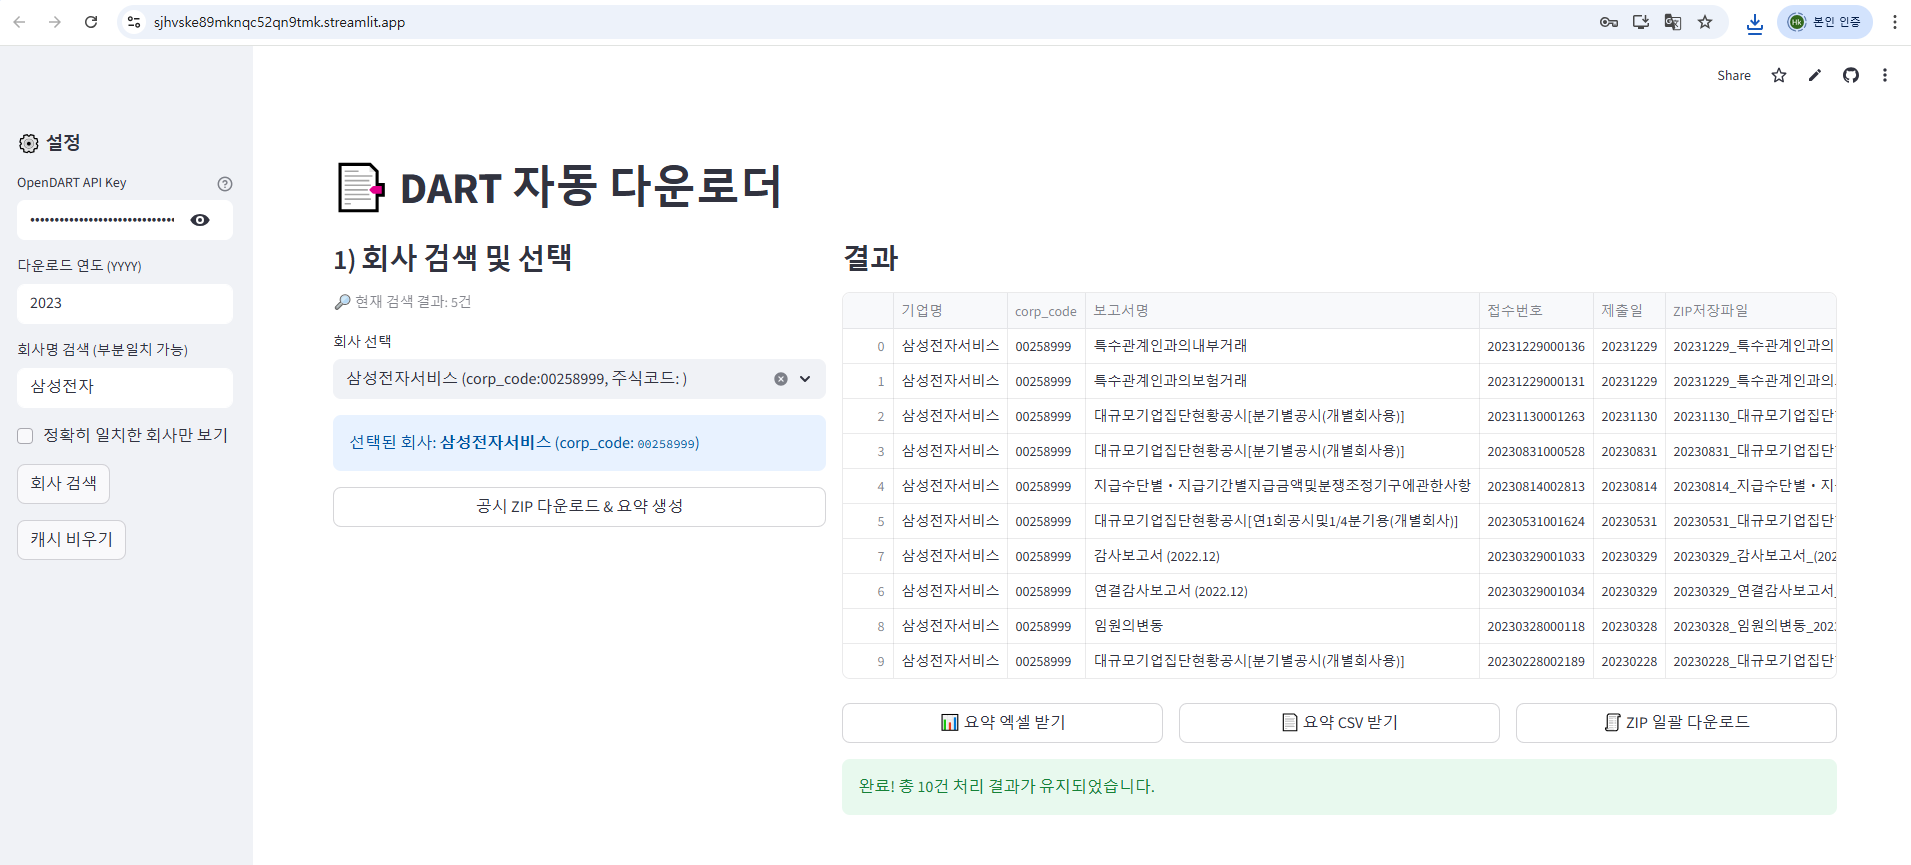 sjhvske89mknqc52qn9tmk.streamlit.app
본인 인증
Share
설정
OpenDART API Key
다운로드 연도 (YYYY)
2023
회사명 검색 (부분일치 가능)
삼성전자
정확히 일치한 회사만 보기
회사 검색
캐시 비우기
DART 자동 다운로더
1) 회사 검색 및 선택
현재 검색 결과: 5건
회사 선택
삼성전자서비스 (corp_code:00258999, 주식코드: )
선택된 회사: 삼성전자서비스 (corp_code: 00258999)
공시 ZIP 다운로드 & 요약 생성
결과
기업명 corp_code 보고서명 접수번호 제출일 ZIP저장파일
0 삼성전자서비스 00258999 특수관계인과의내부거래 20231229000136 20231229 20231229_특수관계인과의
1 삼성전자서비스 00258999 특수관계인과의보험거래 20231229000131 20231229 20231229_특수관계인과의
2 삼성전자서비스 00258999 대규모기업집단현황공시[분기별공시(개별회사용)] 20231130001263 20231130 20231130_대규모기업집단
3 삼성전자서비스 00258999 대규모기업집단현황공시[분기별공시(개별회사용)] 20230831000528 20230831 20230831_대규모기업집단
4 삼성전자서비스 00258999 지급수단별・지급기간별지급금액및분쟁조정기구에관한사항 20230814002813 20230814 20230814_지급수단별・지
5 삼성전자서비스 00258999 대규모기업집단현황공시[연1회공시및1/4분기용(개별회사)] 20230531001624 20230531 20230531_대규모기업집단
7 삼성전자서비스 00258999 감사보고서 (2022.12) 20230329001033 20230329 20230329_감사보고서_(202
6 삼성전자서비스 00258999 연결감사보고서 (2022.12) 20230329001034 20230329 20230329_연결감사보고서_
8 삼성전자서비스 00258999 임원의변동 20230328000118 20230328 20230328_임원의변동_202
9 삼성전자서비스 00258999 대규모기업집단현황공시[분기별공시(개별회사용)] 20230228002189 20230228 20230228_대규모기업집단
요약 엑셀 받기
요약 CSV 받기
ZIP 일괄 다운로드
완료! 총 10건 처리 결과가 유지되었습니다.